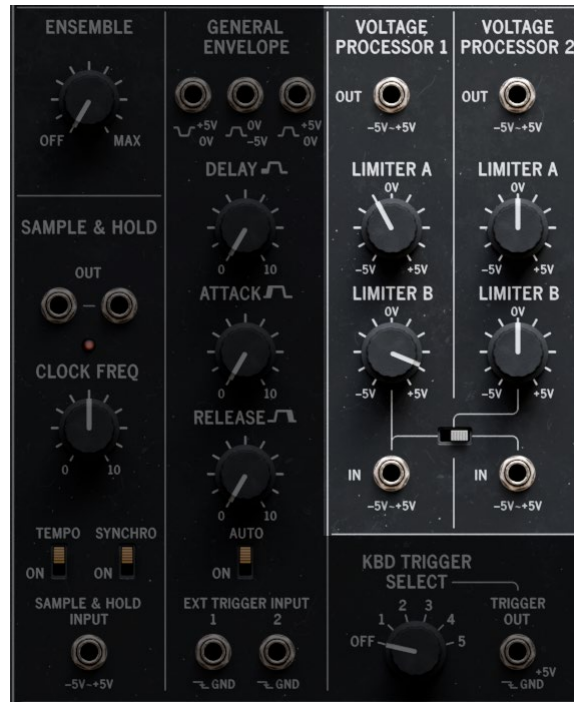 ENSEMBLE
OFF MAX
SAMPLE & HOLD
OUT
CLOCK FREQ
0 10
TEMPO SYNCHRO
ON ON
SAMPLE & HOLD
INPUT
-5V~+5V
GENERAL
ENVELOPE
+5V 0V +5V
0V -5V 0V
DELAY
0 10
ATTACK
0 10
RELEASE
0 10
AUTO
ON
EXT TRIGGER INPUT
1 2
GND GND
VOLTAGE
PROCESSOR 1
OUT
-5V~+5V
LIMITER A
0V
-5V +5V
LIMITER B
0V
-5V +5V
IN
-5V~+5V
VOLTAGE
PROCESSOR 2
OUT
-5V~+5V
LIMITER A
0V
-5V +5V
LIMITER B
0V
-5V +5V
IN
-5V~+5V
KBD TRIGGER
SELECT
OFF 1 2 3 4 5
TRIGGER
OUT
+5V
GND